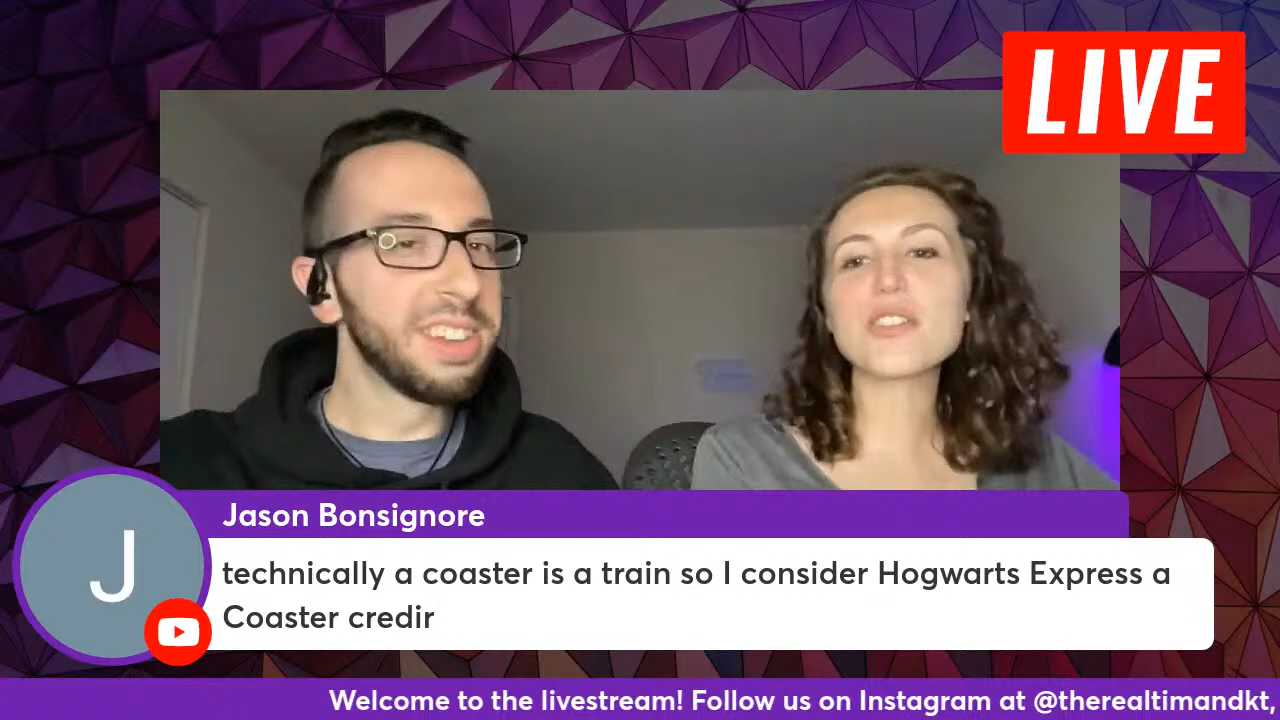 LIVE
Jason Bonsignore
technically a coaster is a train so I consider Hogwarts Express a
Coaster credir
J
Welcome to the livestream! Follow us on Instagram at @therealtimandkt,